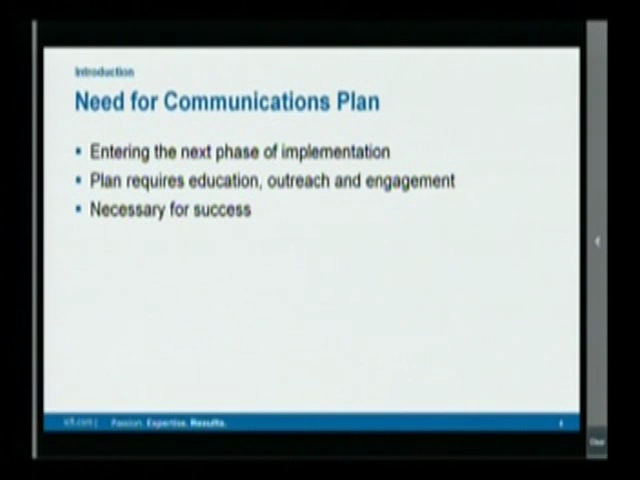 Introduction
Need for Communications Plan
Entering the next phase of implementation
Plan requires education, outreach and engagement
Necessary for success
Passion. Expertise. Results.
Clear